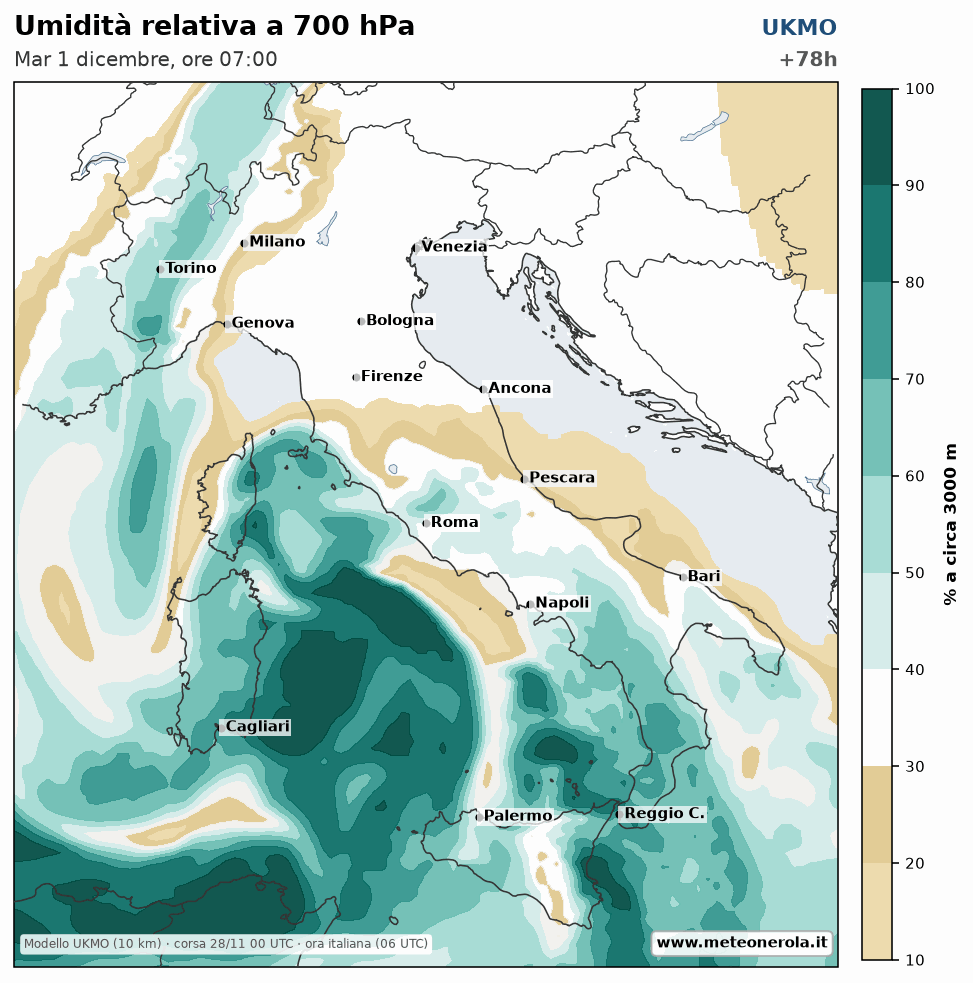 Umidità relativa a 700 hPa
UKMO
Mar 1 dicembre, ore 07:00
+78h
Milano
Venezia
Torino
Genova
Bologna
Firenze
Ancona
Pescara
Roma
Bari
Napoli
Cagliari
Palermo
Reggio C.
100
90
80
70
60
50
40
30
20
10
% a circa 3000 m
Modello UKMO (10 km) · corsa 28/11 00 UTC · ora italiana (06 UTC)
www.meteonerola.it